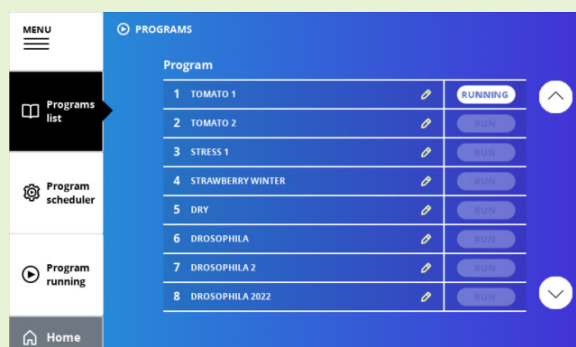 MENU
PROGRAMS
Program
Programs
list
1 TOMATO 1 RUNNING
2 TOMATO 2 RUN
3 STRESS 1 RUN
4 STRAWBERRY WINTER RUN
Program
scheduler
5 DRY RUN
6 DROSOPHILA RUN
7 DROSOPHILA 2 RUN
8 DROSOPHILA 2022 RUN
Program
running
Home